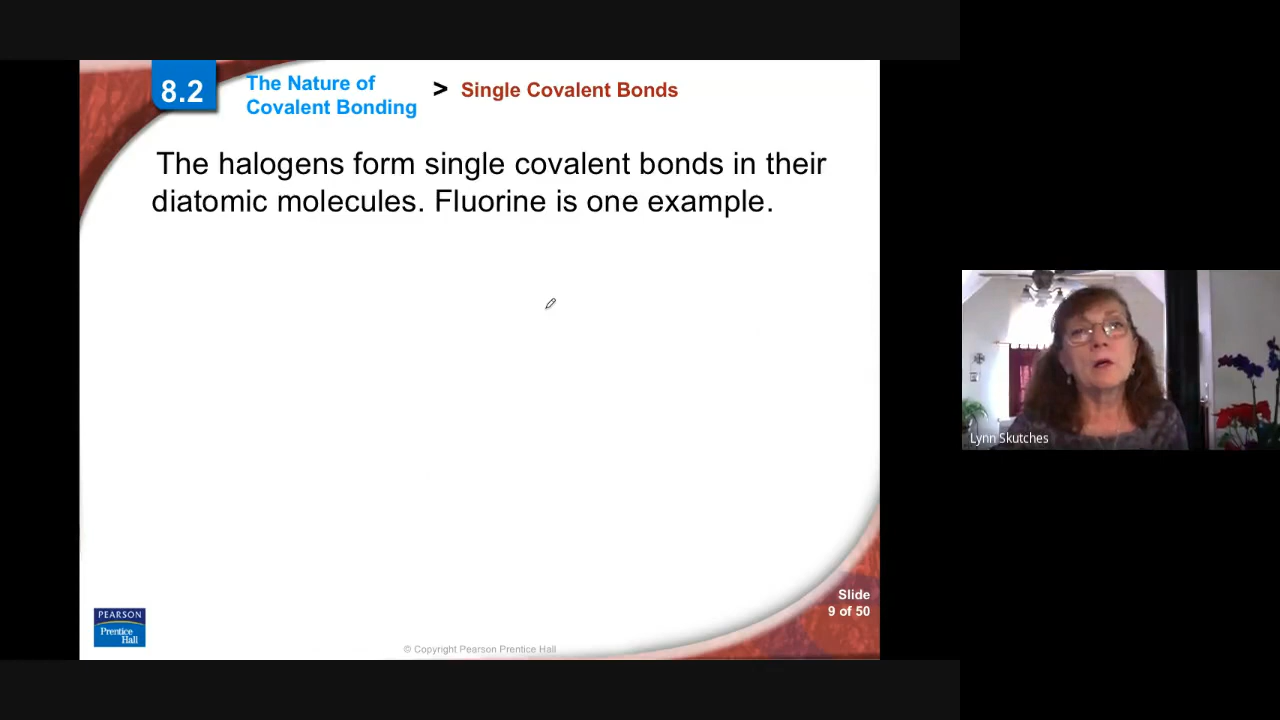 8.2
The Nature of
Covalent Bonding
> Single Covalent Bonds
The halogens form single covalent bonds in their
diatomic molecules. Fluorine is one example.
Lynn Skutches
Slide
9 of 50
PEARSON
Prentice
Hall
© Copyright Pearson Prentice Hall